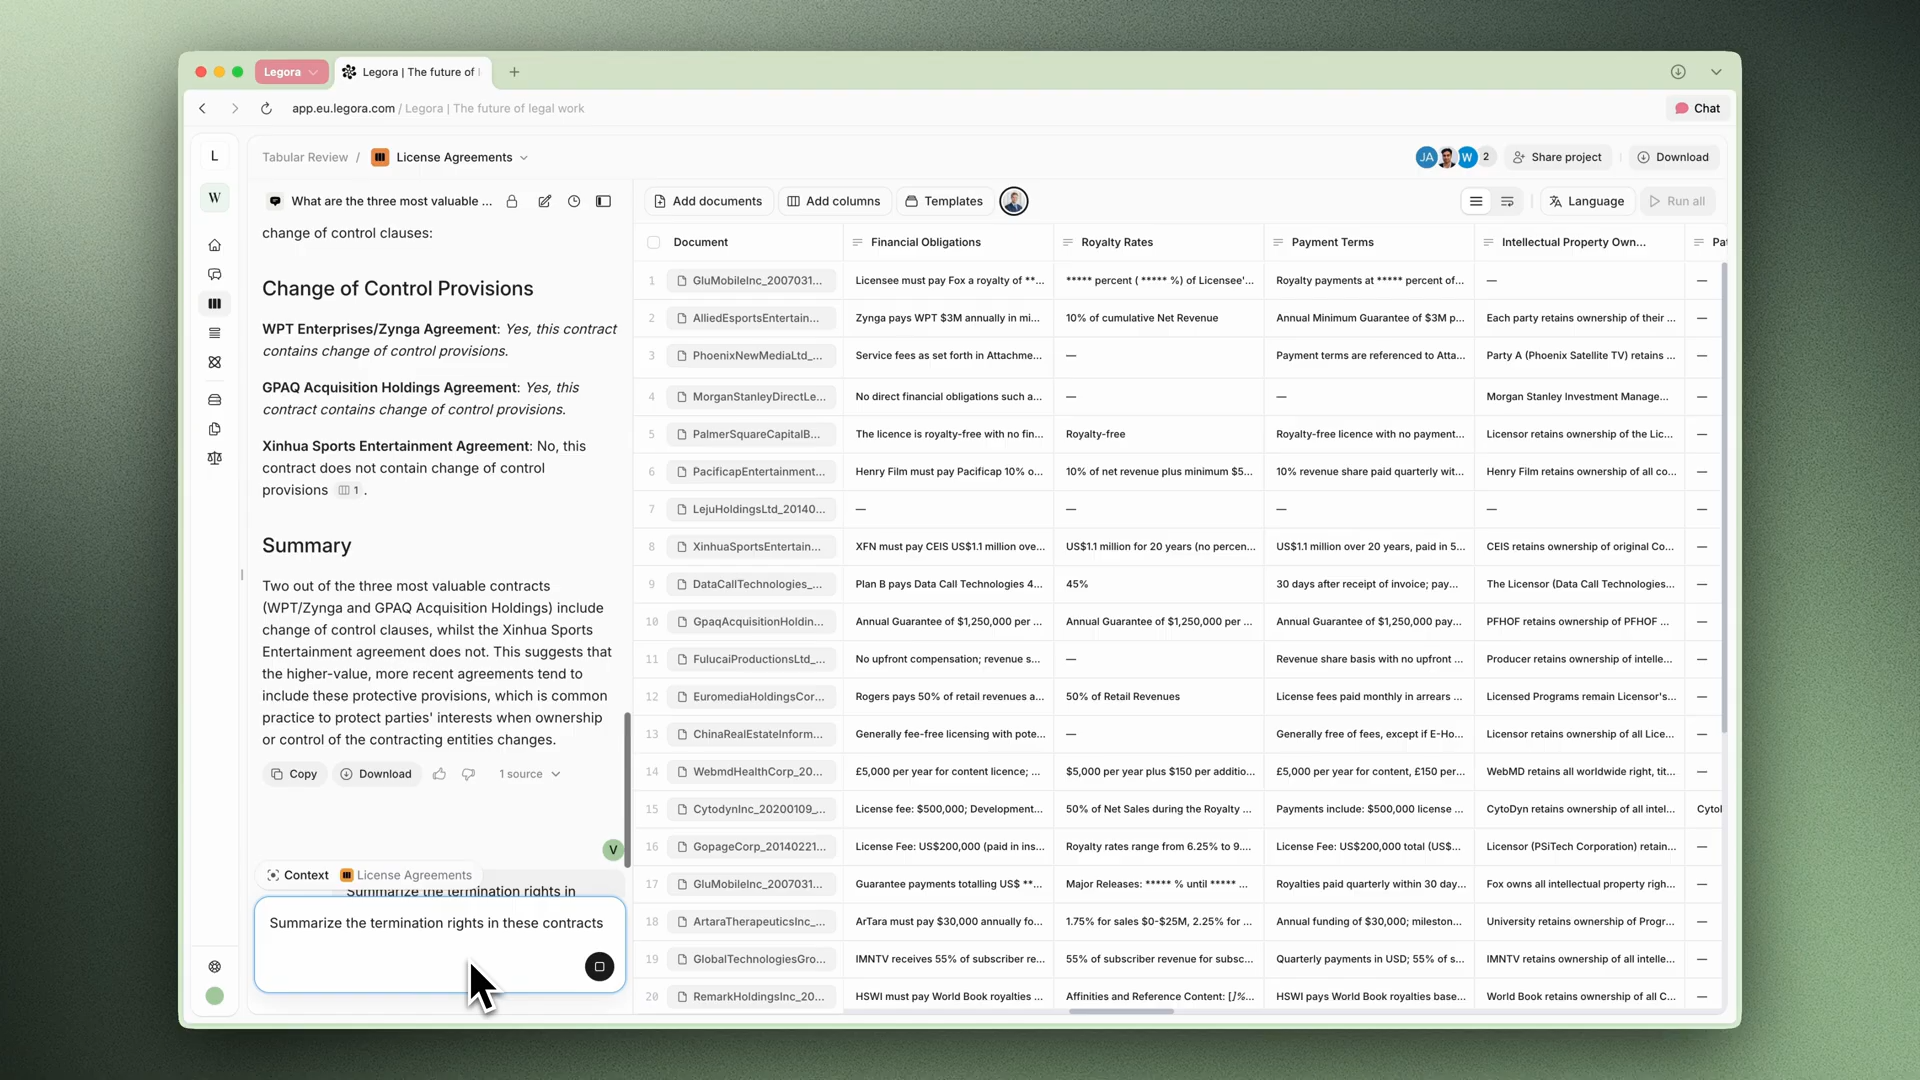 Legora
Legora | The future of l
app.eu.legora.com / Legora | The future of legal work
Chat
L
Tabular Review / License Agreements
JA W 2
Share project
Download
W
What are the three most valuable ...
Add documents
Add columns
Templates
Language
Run all
change of control clauses:
Change of Control Provisions
WPT Enterprises/Zynga Agreement: Yes, this contract
contains change of control provisions.
GPAQ Acquisition Holdings Agreement: Yes, this
contract contains change of control provisions.
Xinhua Sports Entertainment Agreement: No, this
contract does not contain change of control
provisions 1 .
Summary
Two out of the three most valuable contracts
(WPT/Zynga and GPAQ Acquisition Holdings) include
change of control clauses, whilst the Xinhua Sports
Entertainment agreement does not. This suggests that
the higher-value, more recent agreements tend to
include these protective provisions, which is common
practice to protect parties' interests when ownership
or control of the contracting entities changes.
Copy
Download
1 source
V
Context
License Agreements
Summarize the termination rights in
Summarize the termination rights in these contracts
Document Financial Obligations Royalty Rates Payment Terms Intellectual Property Own... Pat
1 GluMobileInc_2007031... Licensee must pay Fox a royalty of **... ***** percent ( ***** %) of Licensee'... Royalty payments at ***** percent of... — —
2 AlliedEsportsEntertain... Zynga pays WPT $3M annually in mi... 10% of cumulative Net Revenue Annual Minimum Guarantee of $3M p... Each party retains ownership of their ... —
3 PhoenixNewMediaLtd_... Service fees as set forth in Attachme... — Payment terms are referenced to Atta... Party A (Phoenix Satellite TV) retains ... —
4 MorganStanleyDirectLe... No direct financial obligations such a... — — Morgan Stanley Investment Manage... —
5 PalmerSquareCapitalB... The licence is royalty-free with no fin... Royalty-free Royalty-free licence with no payment... Licensor retains ownership of the Lic... —
6 PacificapEntertainment... Henry Film must pay Pacificap 10% o... 10% of net revenue plus minimum $5... 10% revenue share paid quarterly wit... Henry Film retains ownership of all co... —
7 LejuHoldingsLtd_20140... — — — — —
8 XinhuaSportsEntertain... XFN must pay CEIS US$1.1 million ove... US$1.1 million for 20 years (no percen... US$1.1 million over 20 years, paid in 5... CEIS retains ownership of original Co... —
9 DataCallTechnologies_... Plan B pays Data Call Technologies 4... 45% 30 days after receipt of invoice; pay... The Licensor (Data Call Technologies... —
10 GpaqAcquisitionHoldin... Annual Guarantee of $1,250,000 per ... Annual Guarantee of $1,250,000 per ... Annual Guarantee of $1,250,000 pay... PFHOF retains ownership of PFHOF ... —
11 FulucaiProductionsLtd_... No upfront compensation; revenue s... — Revenue share basis with no upfront ... Producer retains ownership of intelle... —
12 EuromediaHoldingsCor... Rogers pays 50% of retail revenues a... 50% of Retail Revenues License fees paid monthly in arrears ... Licensed Programs remain Licensor's... —
13 ChinaRealEstateInform... Generally fee-free licensing with pote... — Generally free of fees, except if E-Ho... Licensor retains ownership of all Lice... —
14 WebmdHealthCorp_20... £5,000 per year for content licence; ... $5,000 per year plus $150 per additio... £5,000 per year for content, £150 per... WebMD retains all worldwide right, tit... —
15 CytodynInc_20200109_... License fee: $500,000; Development... 50% of Net Sales during the Royalty ... Payments include: $500,000 license ... CytoDyn retains ownership of all intel... Cytol
16 GopageCorp_20140221... License Fee: US$200,000 (paid in ins... Royalty rates range from 6.25% to 9.... License Fee: US$200,000 total (US$... Licensor (PSiTech Corporation) retain... —
17 GluMobileInc_2007031... Guarantee payments totalling US$ **... Major Releases: ***** % until ***** ... Royalties paid quarterly within 30 day... Fox owns all intellectual property righ... —
18 ArtaraTherapeuticsInc_... ArTara must pay $30,000 annually fo... 1.75% for sales $0-$25M, 2.25% for ... Annual funding of $30,000; mileston... University retains ownership of Progr... —
19 GlobalTechnologiesGro... IMNTV receives 55% of subscriber re... 55% of subscriber revenue for subsc... Quarterly payments in USD; 55% of s... IMNTV retains ownership of all intelle... —
20 RemarkHoldingsInc_20... HSWI must pay World Book royalties ... Affinities and Reference Content: []%... HSWI pays World Book royalties base... World Book retains ownership of all C... —